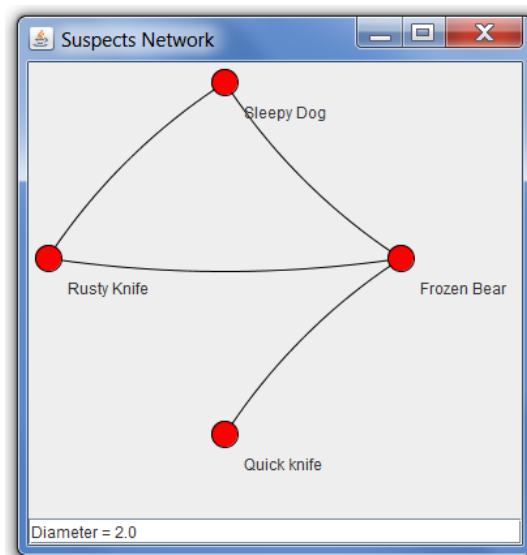 Suspects Network
Sleepy Dog
Rusty Knife
Frozen Bear
Quick knife
Diameter = 2.0